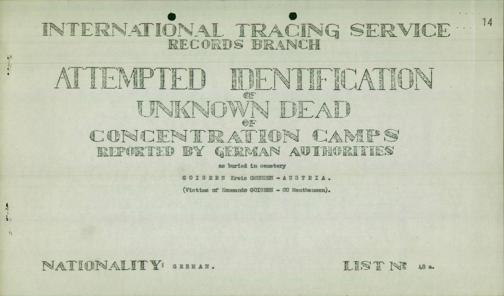 14
INTERNATIONAL TRACING SERVICE
RECORDS BRANCH
ATTEMPTED IDENTIFICATION
OF
UNKNOWN DEAD
OF
CONCENTRATION CAMPS
REPORTED BY GERMAN AUTHORITIES
as buried in cemetery
GOISERN Kreis GMUNDEN - AUSTRIA.
(Victims of Kommando GOISERN - CC Mauthausen).
NATIONALITY: GERMAN. LIST Nº 48 a.